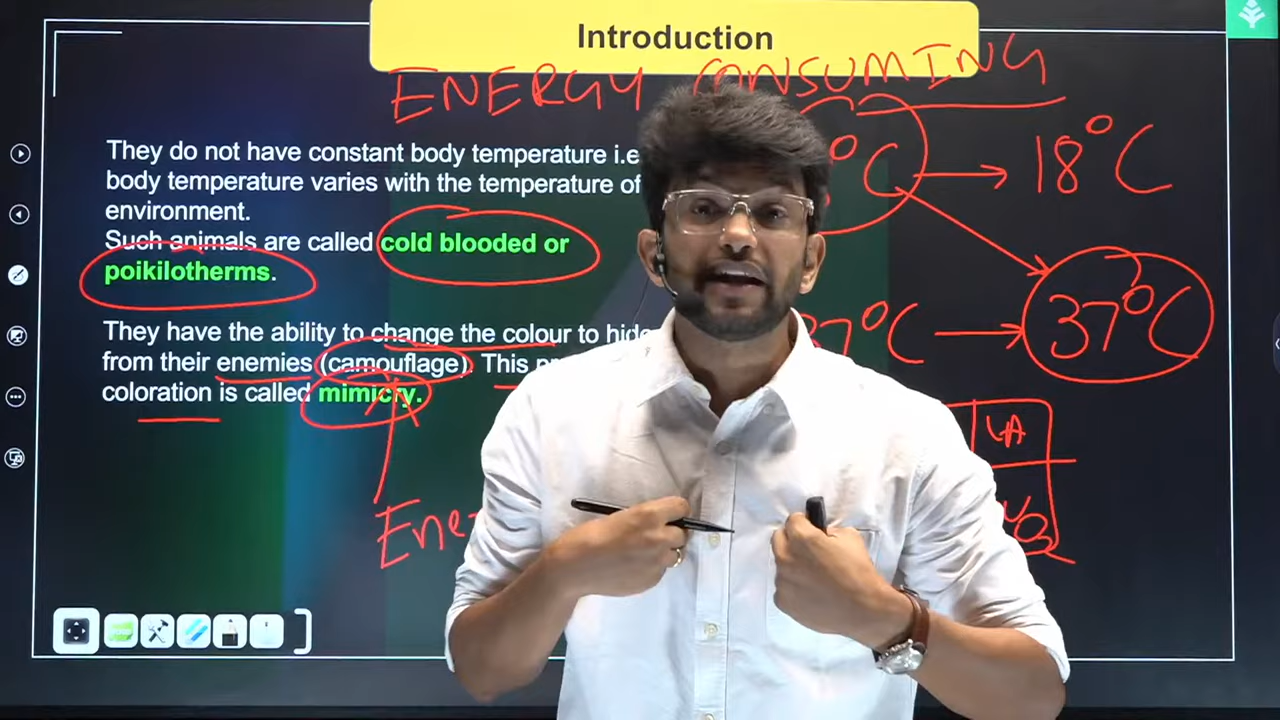 Introduction
ENERGY CONSUMING
They do not have constant body temperature i.e
body temperature varies with the temperature of
environment.
Such animals are called cold blooded or
poikilotherms.
°C → 18°C
37°C → 37°C
They have the ability to change the colour to hide
from their enemies (camouflage). This
coloration is called mimicry.
LA